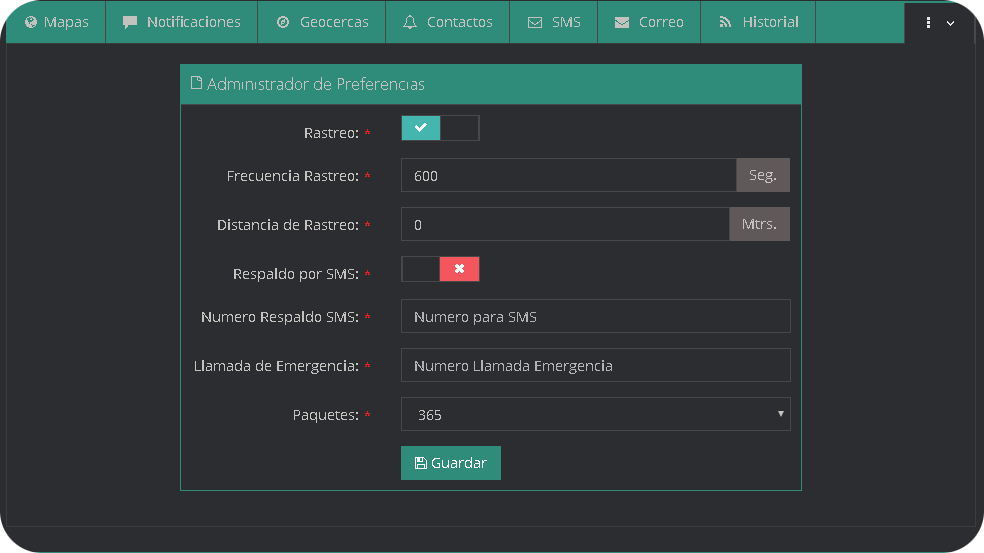 Mapas Notificaciones Geocercas Contactos SMS Correo Historial
Administrador de Preferencias
Rastreo: *
Frecuencia Rastreo: * 600 Seg.
Distancia de Rastreo: * 0 Mtrs.
Respaldo por SMS: *
Numero Respaldo SMS: * Numero para SMS
Llamada de Emergencia: * Numero Llamada Emergencia
Paquetes: * 365
Guardar